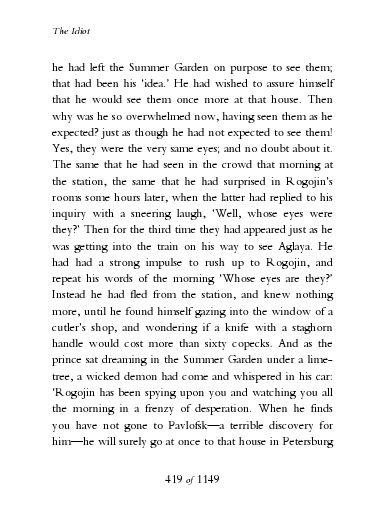 The Idiot
he had left the Summer Garden on purpose to see them;
that had been his ‘idea.’ He had wished to assure himself
that he would see them once more at that house. Then
why was he so overwhelmed now, having seen them as he
expected? just as though he had not expected to see them!
Yes, they were the very same eyes; and no doubt about it.
The same that he had seen in the crowd that morning at
the station, the same that he had surprised in Rogojin’s
rooms some hours later, when the latter had replied to his
inquiry with a sneering laugh, ‘Well, whose eyes were
they?’ Then for the third time they had appeared just as he
was getting into the train on his way to see Aglaya. He
had had a strong impulse to rush up to Rogojin, and
repeat his words of the morning ‘Whose eyes are they?’
Instead he had fled from the station, and knew nothing
more, until he found himself gazing into the window of a
cutler’s shop, and wondering if a knife with a staghorn
handle would cost more than sixty copecks. And as the
prince sat dreaming in the Summer Garden under a lime-
tree, a wicked demon had come and whispered in his car:
‘Rogojin has been spying upon you and watching you all
the morning in a frenzy of desperation. When he finds
you have not gone to Pavlofsk—a terrible discovery for
him—he will surely go at once to that house in Petersburg
419 of 1149